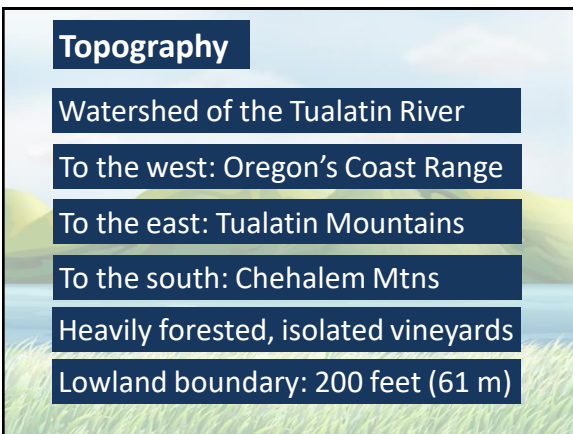 Topography
Watershed of the Tualatin River
To the west: Oregon’s Coast Range
To the east: Tualatin Mountains
To the south: Chehalem Mtns
Heavily forested, isolated vineyards
Lowland boundary: 200 feet (61 m)